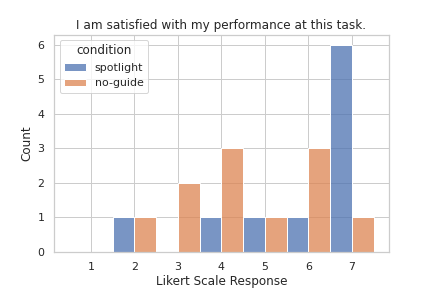 I am satisfied with my performance at this task.
condition
spotlight
no-guide
6
5
4
3
2
1
0
Count
1 2 3 4 5 6 7
Likert Scale Response